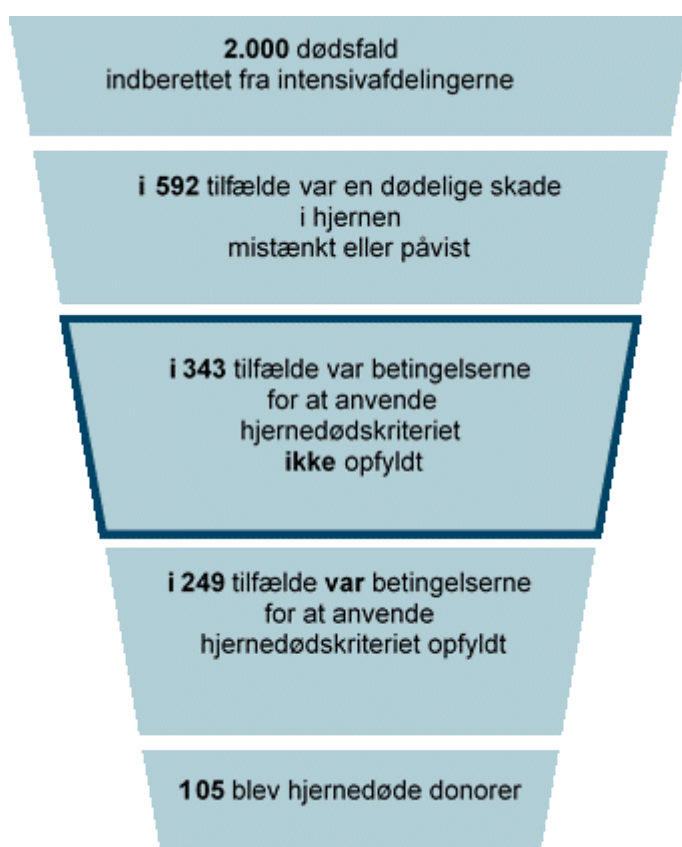 2.000 dødsfald
indberettet fra intensivafdelingerne
i 592 tilfælde var en dødelige skade
i hjernen
mistænkt eller påvist
i 343 tilfælde var betingelserne
for at anvende
hjernedødskriteriet
ikke opfyldt
i 249 tilfælde var betingelserne
for at anvende
hjernedødskriteriet opfyldt
105 blev hjernedøde donorer